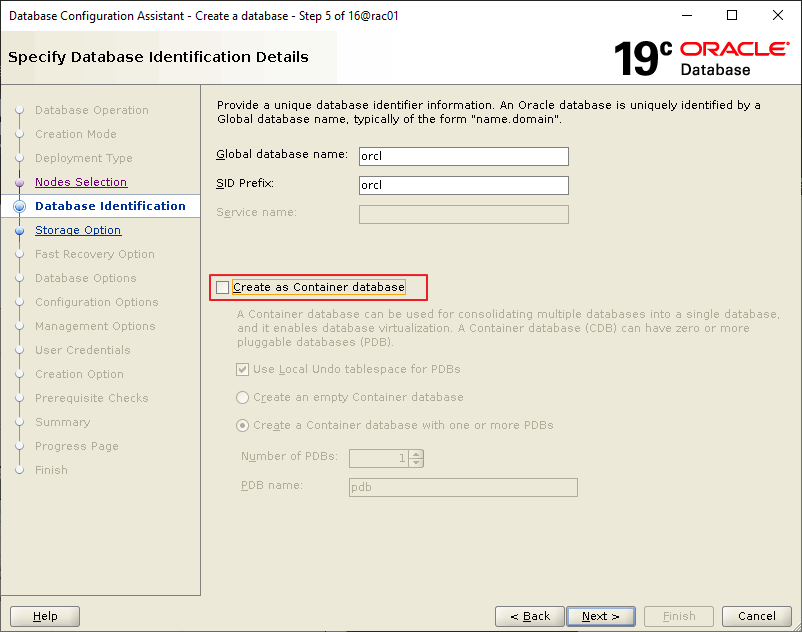 Database Configuration Assistant - Create a database - Step 5 of 16@rac01
Specify Database Identification Details
19c ORACLE
Database
Database Operation
Creation Mode
Deployment Type
Nodes Selection
Database Identification
Storage Option
Fast Recovery Option
Database Options
Configuration Options
Management Options
User Credentials
Creation Option
Prerequisite Checks
Summary
Progress Page
Finish
Provide a unique database identifier information. An Oracle database is uniquely identified by a
Global database name, typically of the form "name.domain".
Global database name: orcl
SID Prefix: orcl
Service name:
Create as Container database
A Container database can be used for consolidating multiple databases into a single database,
and it enables database virtualization. A Container database (CDB) can have zero or more
pluggable databases (PDB).
Use Local Undo tablespace for PDBs
Create an empty Container database
Create a Container database with one or more PDBs
Number of PDBs: 1
PDB name: pdb
Help
< Back
Next >
Finish
Cancel